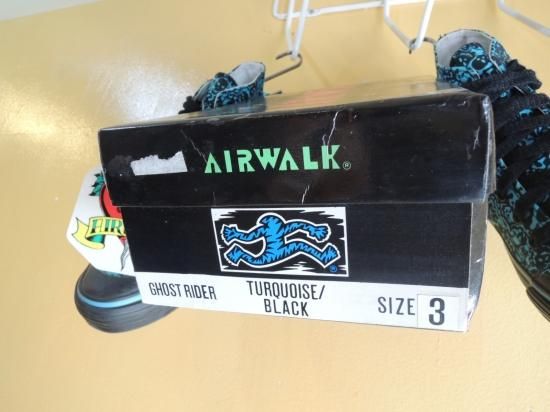 AIRWALK®
®
GHOST RIDER
TURQUOISE/
BLACK
SIZE 3